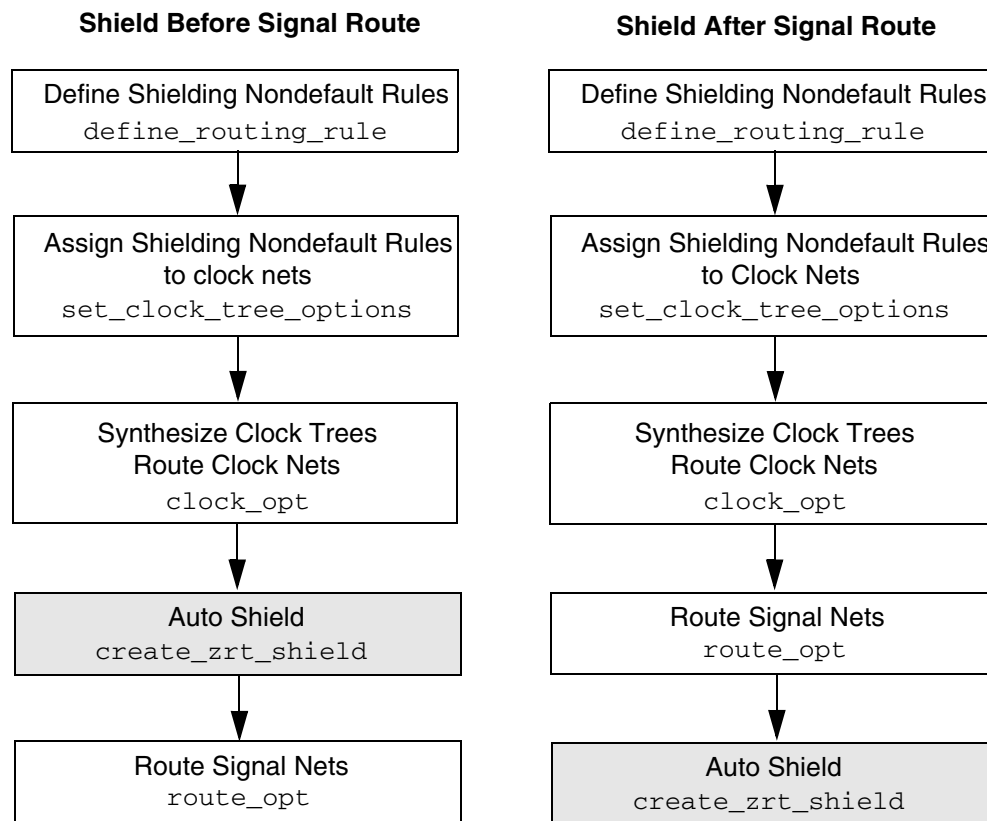 Shield Before Signal Route
Define Shielding Nondefault Rules
define_routing_rule
Assign Shielding Nondefault Rules
to clock nets
set_clock_tree_options
Synthesize Clock Trees
Route Clock Nets
clock_opt
Auto Shield
create_zrt_shield
Route Signal Nets
route_opt
Shield After Signal Route
Define Shielding Nondefault Rules
define_routing_rule
Assign Shielding Nondefault Rules
to Clock Nets
set_clock_tree_options
Synthesize Clock Trees
Route Clock Nets
clock_opt
Route Signal Nets
route_opt
Auto Shield
create_zrt_shield